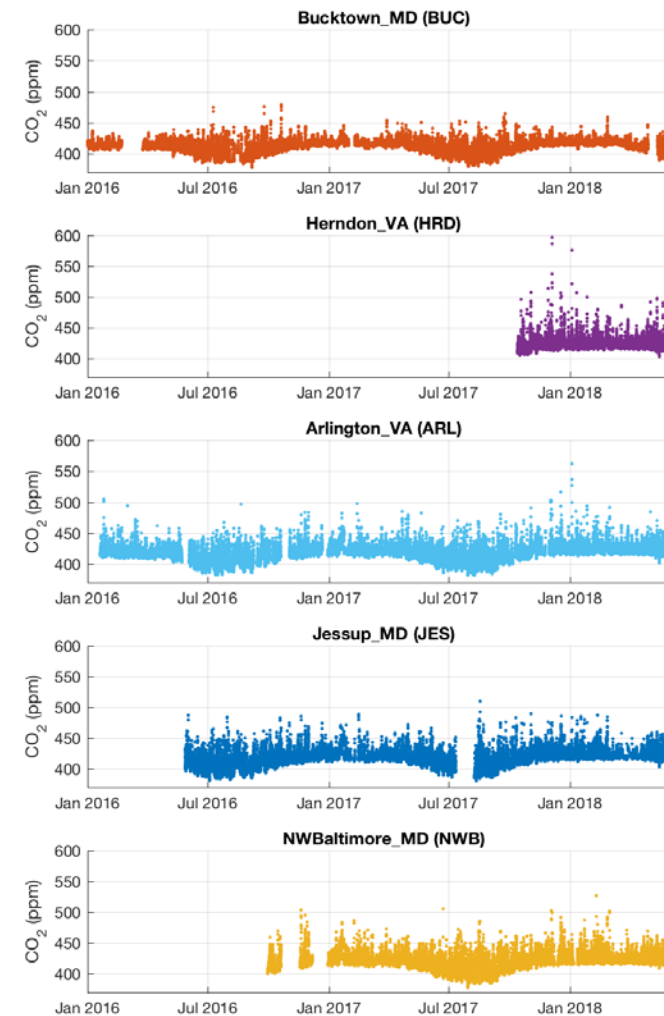 Bucktown_MD (BUC)
CO2 (ppm)
600
550
500
450
400
Jan 2016 Jul 2016 Jan 2017 Jul 2017 Jan 2018
Herndon_VA (HRD)
CO2 (ppm)
600
550
500
450
400
Jan 2016 Jul 2016 Jan 2017 Jul 2017 Jan 2018
Arlington_VA (ARL)
CO2 (ppm)
600
550
500
450
400
Jan 2016 Jul 2016 Jan 2017 Jul 2017 Jan 2018
Jessup_MD (JES)
CO2 (ppm)
600
550
500
450
400
Jan 2016 Jul 2016 Jan 2017 Jul 2017 Jan 2018
NWBaltimore_MD (NWB)
CO2 (ppm)
600
550
500
450
400
Jan 2016 Jul 2016 Jan 2017 Jul 2017 Jan 2018